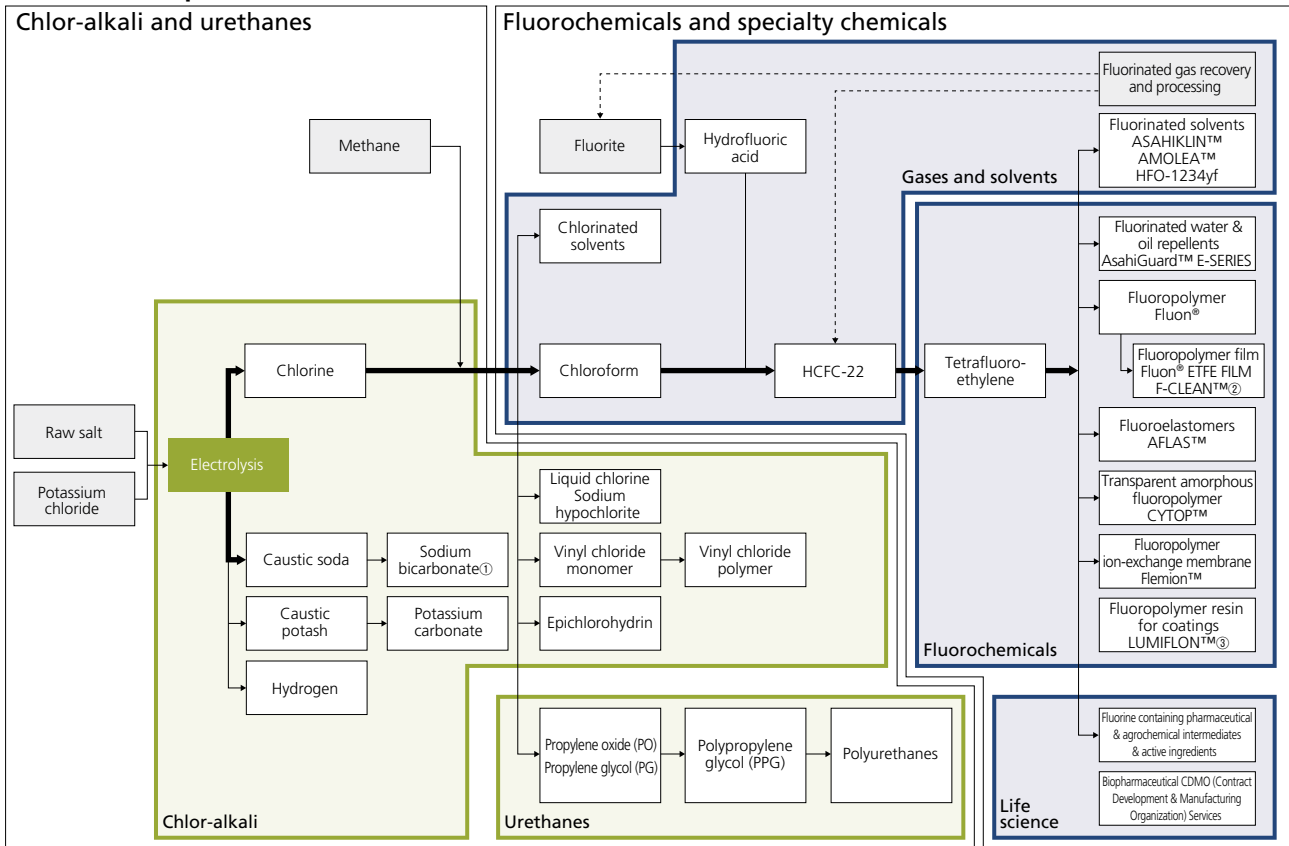 Chlor-alkali and urethanes
Fluorochemicals and specialty chemicals
Fluorinated gas recovery
and processing
Methane
Fluorite
Hydrofluoric
acid
Fluorinated solvents
ASAHIKLIN™
AMOLEA™
HFO-1234yf
Gases and solvents
Chlorinated
solvents
Fluorinated water &
oil repellents
AsahiGuard™ E-SERIES
Fluoropolymer
Fluon®
Chlorine
Chloroform
HCFC-22
Tetrafluoro-
ethylene
Fluoropolymer film
Fluon® ETFE FILM
F-CLEAN™②
Raw salt
Potassium
chloride
Electrolysis
Fluoroelastomers
AFLAS™
Liquid chlorine
Sodium
hypochlorite
Transparent amorphous
fluoropolymer
CYTOP™
Caustic soda
Sodium
bicarbonate①
Vinyl chloride
monomer
Vinyl chloride
polymer
Fluoropolymer
ion-exchange membrane
Flemion™
Caustic
potash
Potassium
carbonate
Epichlorohydrin
Fluoropolymer resin
for coatings
LUMIFLON™③
Fluorochemicals
Hydrogen
Propylene oxide (PO)
Propylene glycol (PG)
Polypropylene
glycol (PPG)
Polyurethanes
Fluorine containing pharmaceutical
& agrochemical intermediates
& active ingredients
Biopharmaceutical CDMO (Contract
Development & Manufacturing
Organization) Services
Chlor-alkali
Urethanes
Life
science